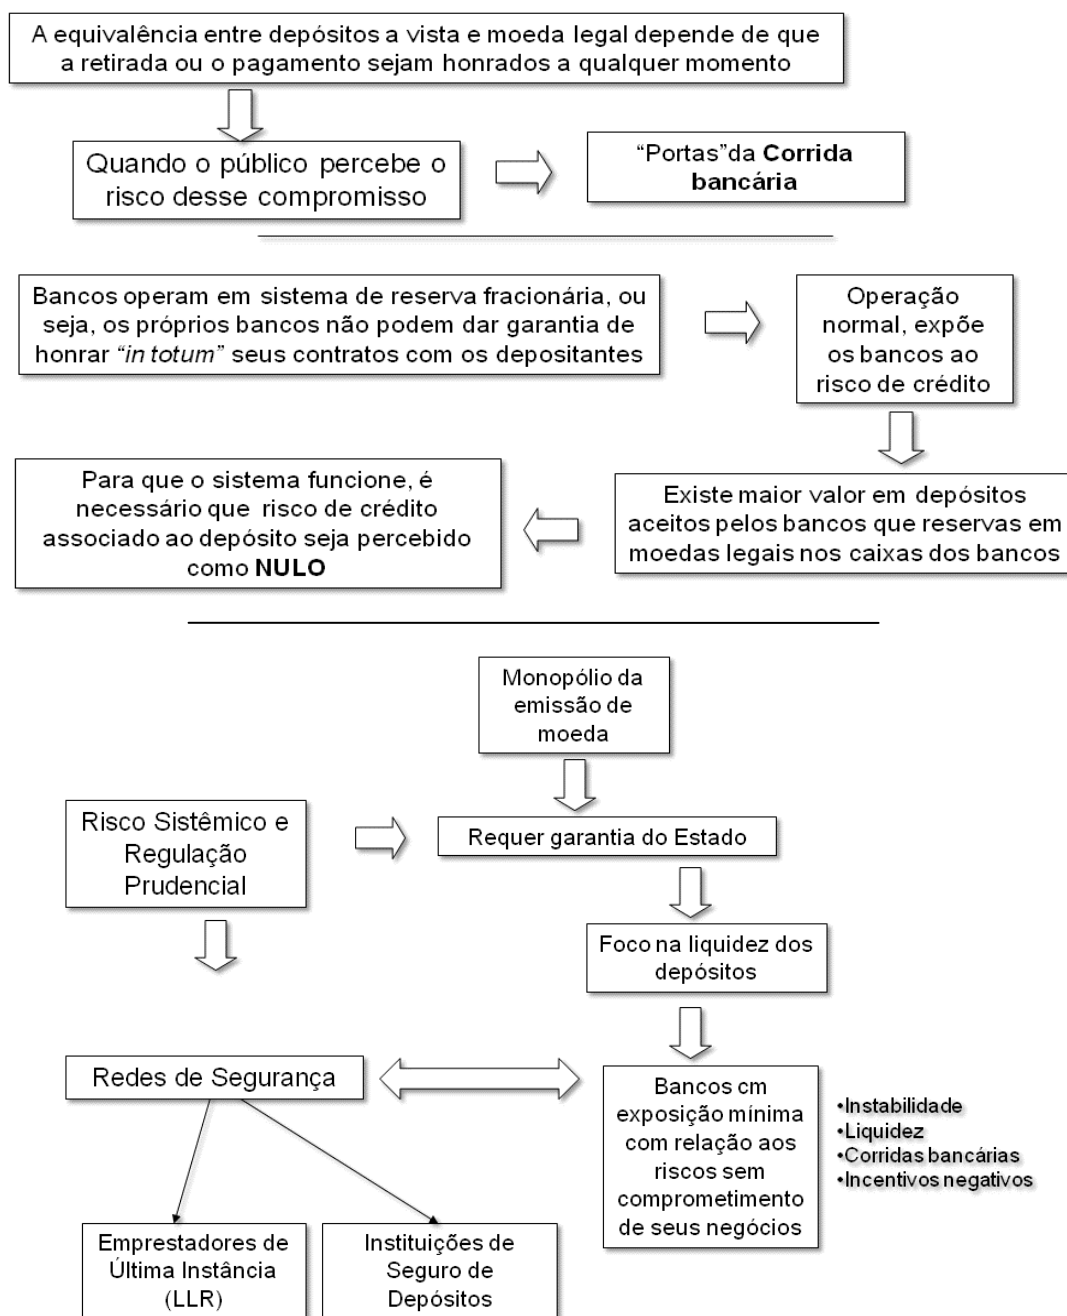 A equivalência entre depósitos a vista e moeda legal depende de que
a retirada ou o pagamento sejam honrados a qualquer momento
Quando o público percebe o
risco desse compromisso
“Portas”da Corrida
bancária
Bancos operam em sistema de reserva fracionária, ou
seja, os próprios bancos não podem dar garantia de
honrar “in totum” seus contratos com os depositantes
Operação
normal, expõe
os bancos ao
risco de crédito
Para que o sistema funcione, é
necessário que risco de crédito
associado ao depósito seja percebido
como NULO
Existe maior valor em depósitos
aceitos pelos bancos que reservas em
moedas legais nos caixas dos bancos
Monopólio da
emissão de
moeda
Risco Sistêmico e
Regulação
Prudencial
Requer garantia do Estado
Foco na liquidez dos
depósitos
Redes de Segurança
Bancos cm
exposição mínima
com relação aos
riscos sem
comprometimento
de seus negócios
•Instabilidade
•Liquidez
•Corridas bancárias
•Incentivos negativos
Emprestadores de
Última Instância
(LLR)
Instituições de
Seguro de
Depósitos